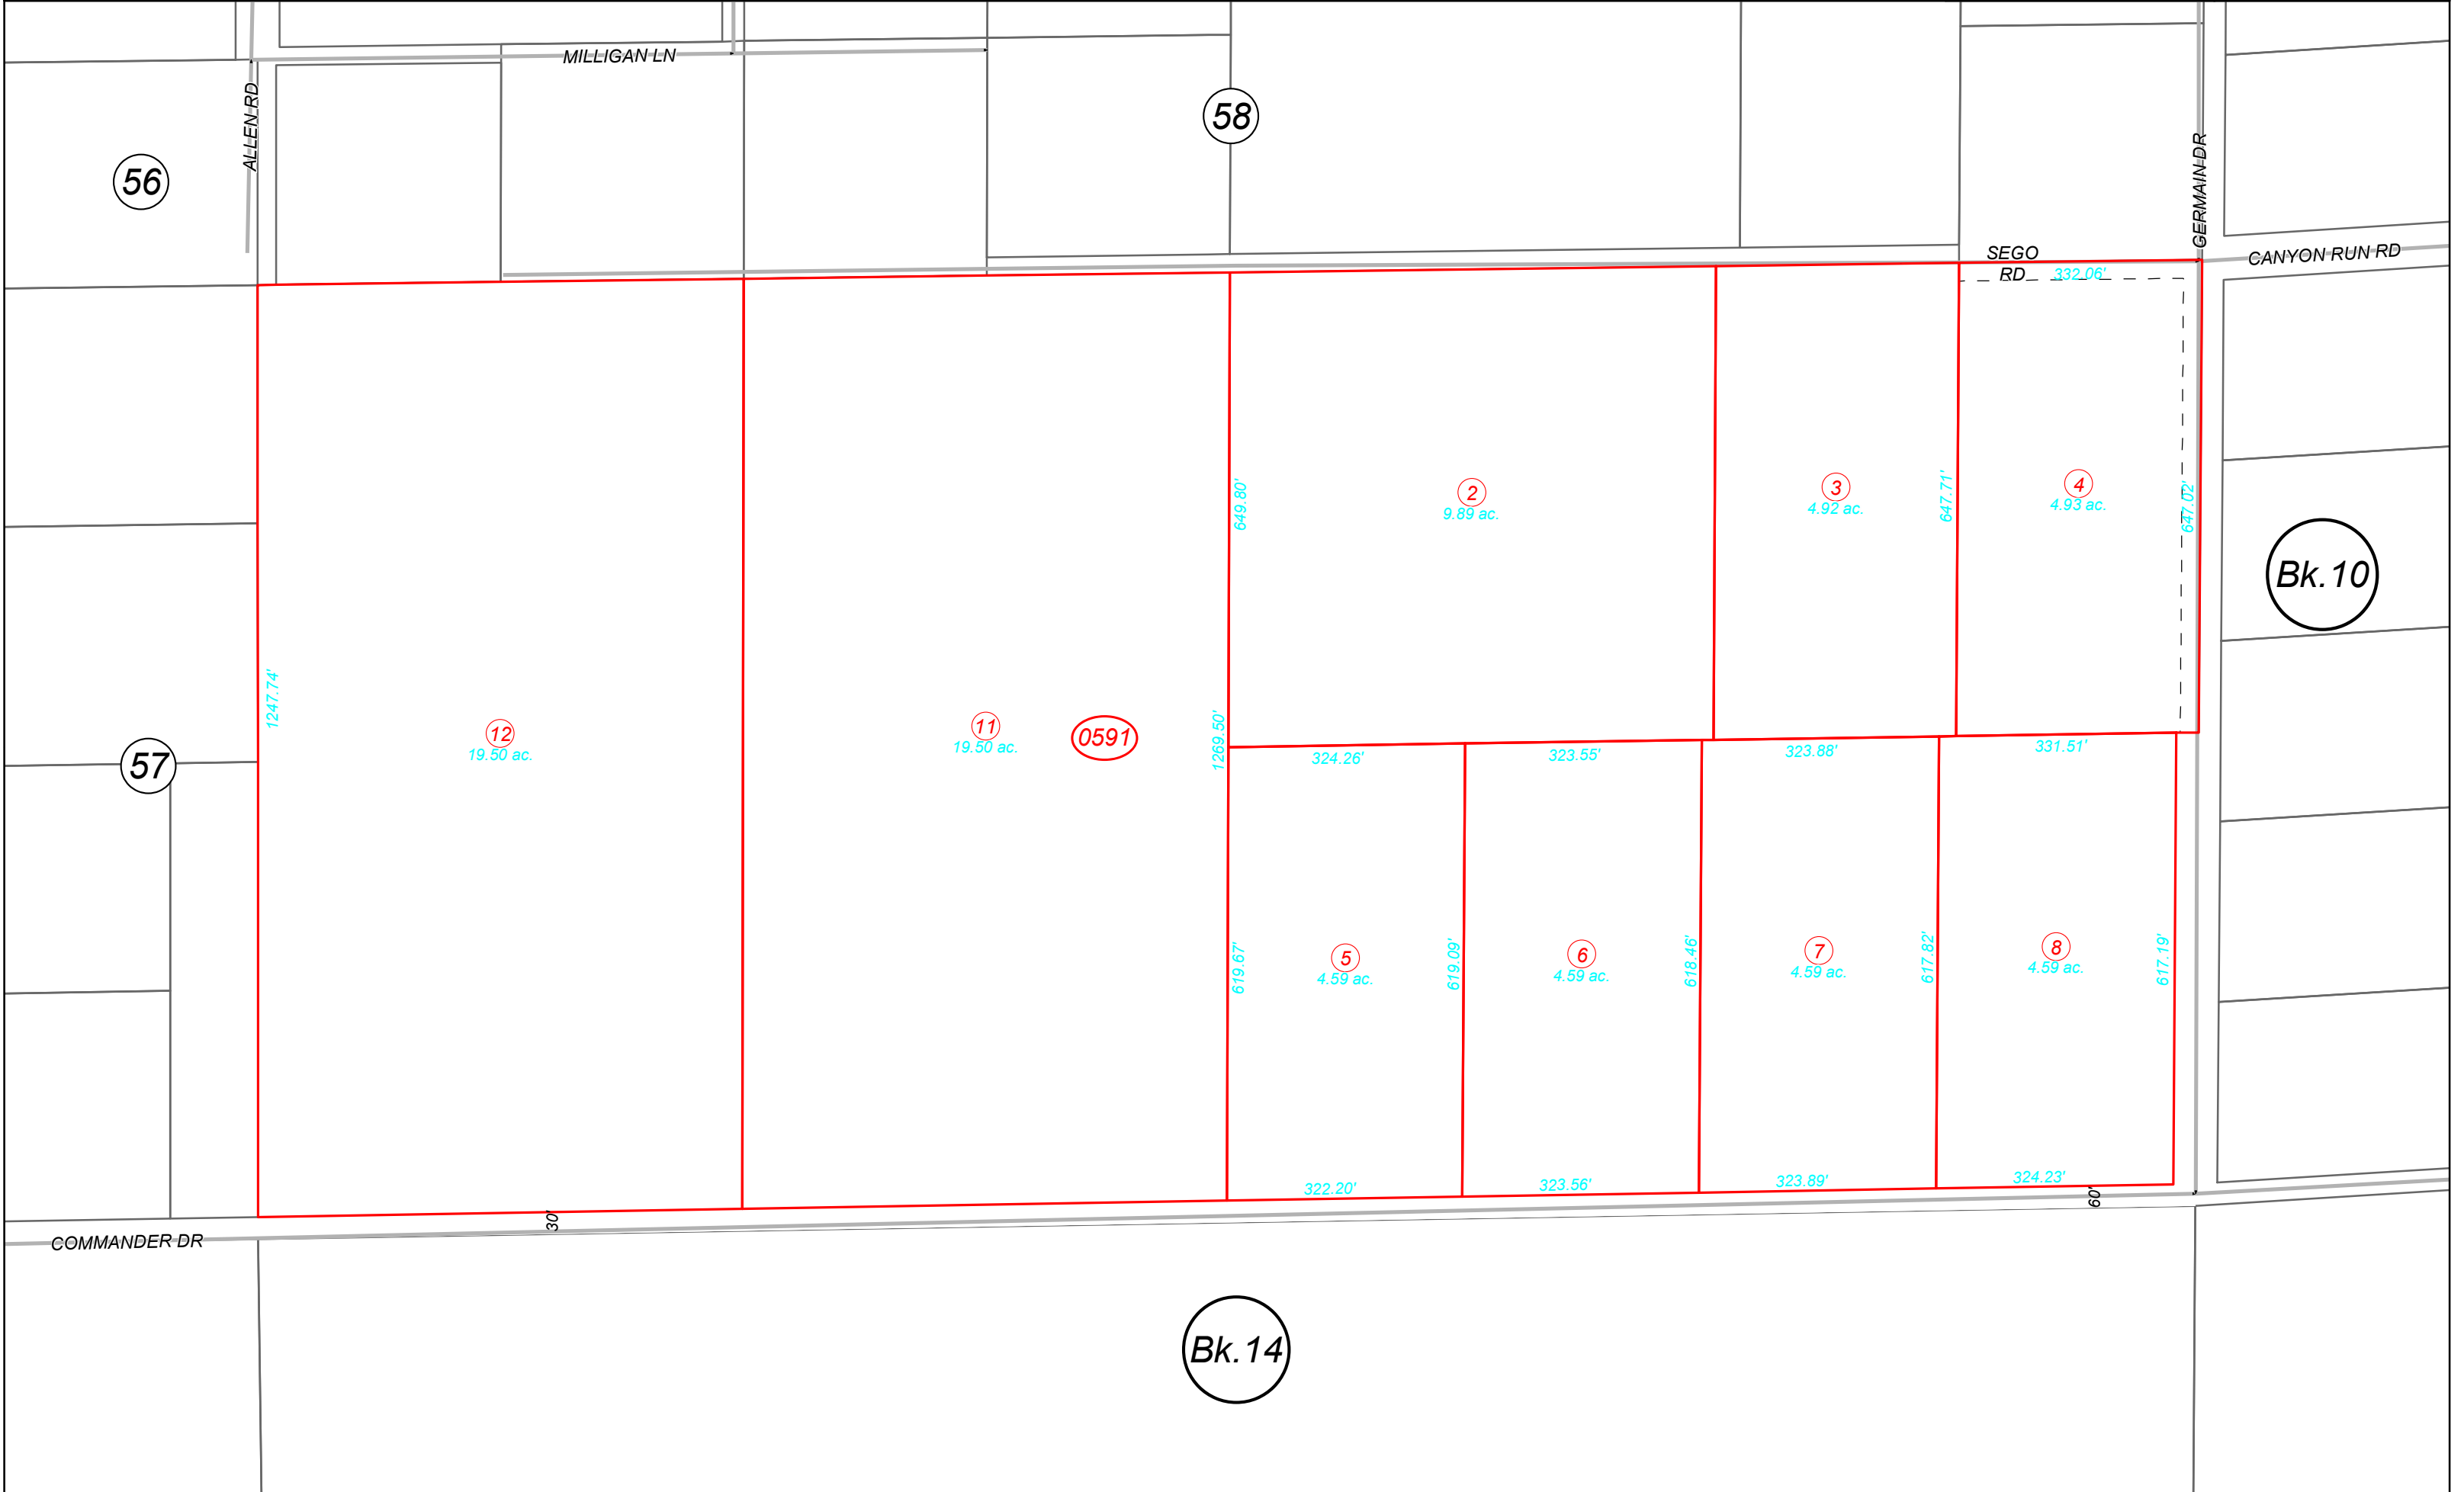 MILLIGAN LN
ALLEN RD
58
56
GERMAIN DR
SEGO
RD
332.06'
CANYON RUN RD
649.80'
2
9.89 ac.
3
4.92 ac.
647.71'
4
4.93 ac.
647.02'
Bk.10
1247.74'
12
19.50 ac.
11
19.50 ac.
0591
1269.50'
57
324.26'
323.55'
323.88'
331.51'
619.67'
5
4.59 ac.
619.09'
6
4.59 ac.
618.46'
7
4.59 ac.
617.82'
8
4.59 ac.
617.19'
322.20'
323.56'
323.89'
324.23'
30'
60'
COMMANDER DR
Bk.14